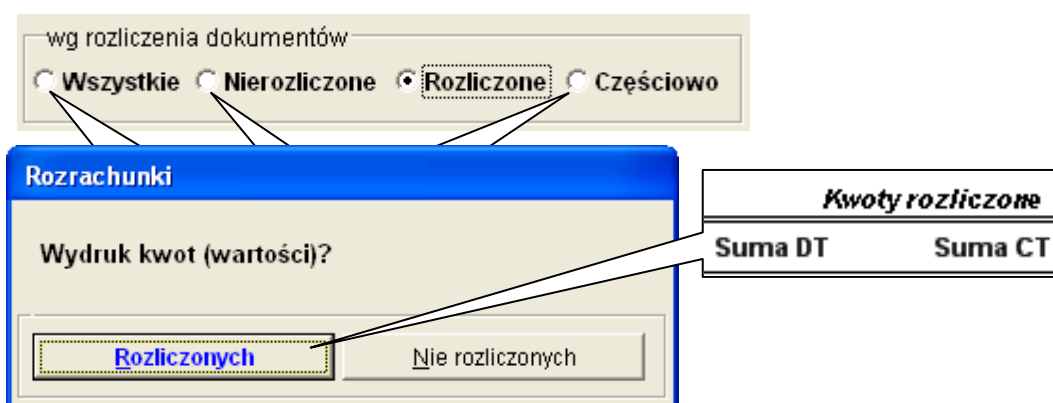 wg rozliczenia dokumentów
Wszystkie Nierozliczone Rozliczone Częściowo
Rozrachunki
Wydruk kwot (wartości)?
Rozliczonych Nie rozliczonych
Kwoty rozliczone
Suma DT Suma CT